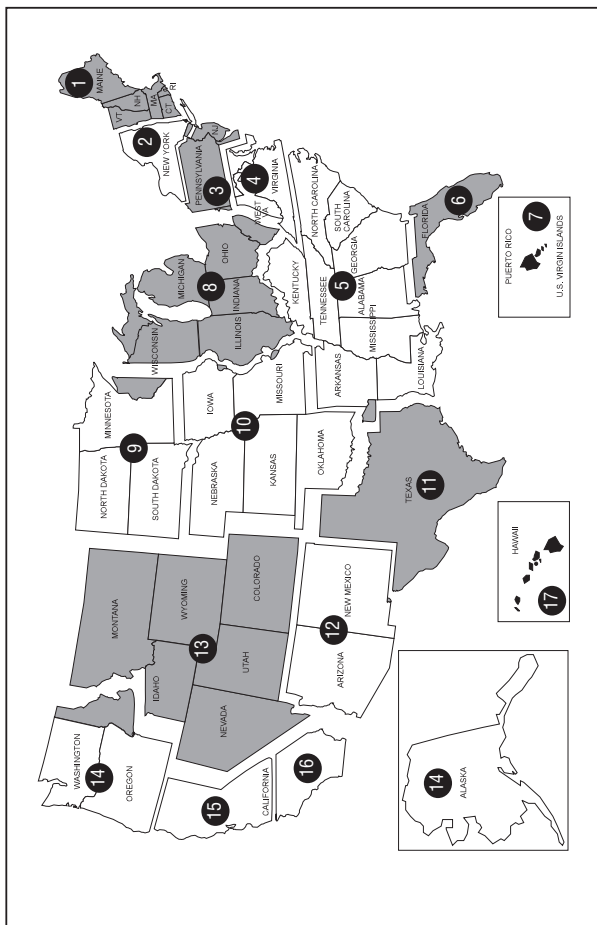 WASHINGTON
14
OREGON
15
CALIFORNIA
16
MONTANA
IDAHO
WYOMING
13
NEVADA
UTAH
COLORADO
12
ARIZONA
NEW MEXICO
NORTH DAKOTA
MINNESOTA
9
SOUTH DAKOTA
NEBRASKA
IOWA
10
KANSAS
MISSOURI
OKLAHOMA
ARKANSAS
TEXAS
11
LOUISIANA
WISCONSIN
MICHIGAN
8
ILLINOIS
INDIANA
OHIO
KENTUCKY
TENNESSEE
5
MISSISSIPPI
ALABAMA
GEORGIA
NORTH CAROLINA
SOUTH
CAROLINA
FLORIDA
6
1
MAINE
VT
NH
MA
CT
RI
2
NEW YORK
PENNSYLVANIA
3
NJ
4
WEST
VA
VIRGINIA
14
ALASKA
HAWAII
17
PUERTO RICO
7
U.S. VIRGIN ISLANDS